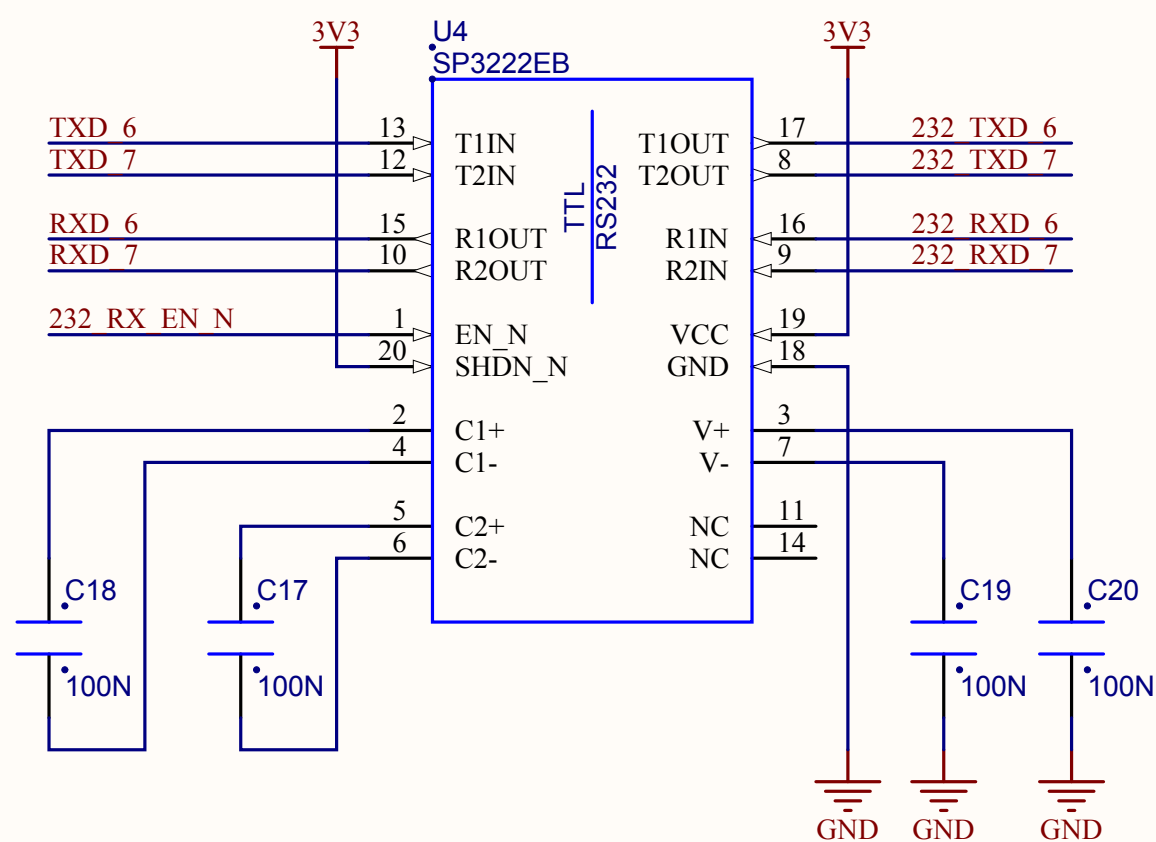 3V3
U4
3V3
SP3222EB
TXD_6
13
T1IN
T1OUT
17
232_TXD_6
TXD_7
12
T2IN
T2OUT
8
232_TXD_7
TTL
RS232
RXD_6
15
R1OUT
R1IN
16
232_RXD_6
RXD_7
10
R2OUT
R2IN
9
232_RXD_7
232_RX_EN_N
1
EN_N
VCC
19
20
SHDN_N
GND
18
2
C1+
V+
3
4
C1-
V-
7
5
C2+
NC
11
6
C2-
NC
14
C18
C17
C19
C20
100N
100N
100N
100N
GND
GND
GND